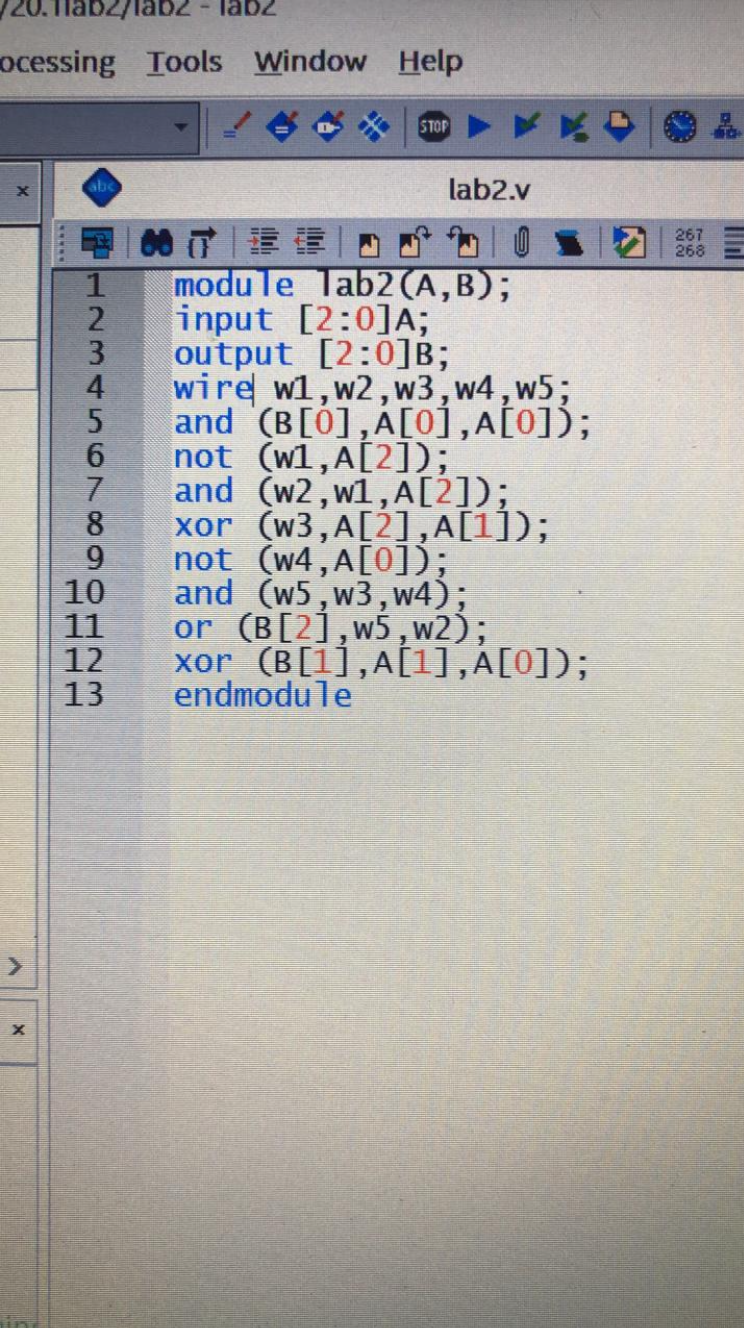 /20.1lab2/lab2 - lab2
ocessing Tools Window Help
STOP
abc
lab2.v
267
268
1 module lab2(A,B);
2 input [2:0]A;
3 output [2:0]B;
4 wire w1,w2,w3,w4,w5;
5 and (B[0],A[0],A[0]);
6 not (w1,A[2]);
7 and (w2,w1,A[2]);
8 xor (w3,A[2],A[1]);
9 not (w4,A[0]);
10 and (w5,w3,w4);
11 or (B[2],w5,w2);
12 xor (B[1],A[1],A[0]);
13 endmodule